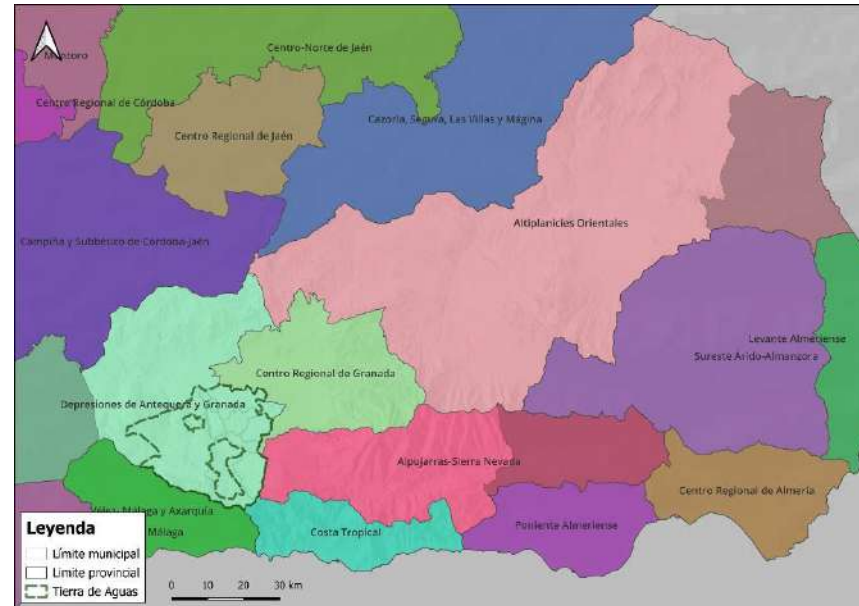 Centro-Norte de Jaén
Montoro
Centro Regional de Córdoba
Centro Regional de Jaén
Cazorla, Segura, Las Villas y Mágina
Altiplanicies Orientales
Campiña y Subbético de Córdoba-Jaén
Levante Almeriense
Sureste Árido-Almanzora
Centro Regional de Granada
Depresiones de Antequera y Granada
Alpujarras-Sierra Nevada
Centro Regional de Almería
Vélez-Málaga y Axarquía
Málaga
Costa Tropical
Poniente Almeriense
Leyenda
Límite municipal
Límite provincial
Tierra de Aguas
0 10 20 30 km